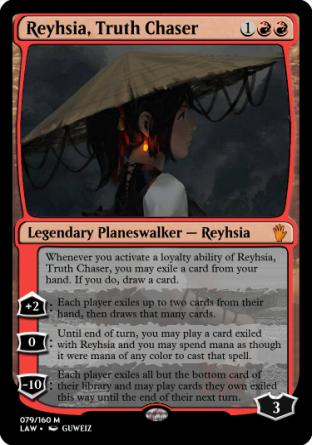 Reyhsia, Truth Chaser 1
Legendary Planeswalker — Reyhsia
Whenever you activate a loyalty ability of Reyhsia,
Truth Chaser, you may exile a card from your
hand. If you do, draw a card.
+2: Each player exiles up to two cards from their
hand, then draws that many cards.
0: Until end of turn, you may play a card exiled
with Reyhsia and you may spend mana as though
it were mana of any color to cast that spell.
-10: Each player exiles all but the bottom card of
their library and may play cards they own exiled
this way until the end of their next turn.
3
079/160 M
LAW • GUWEIZ